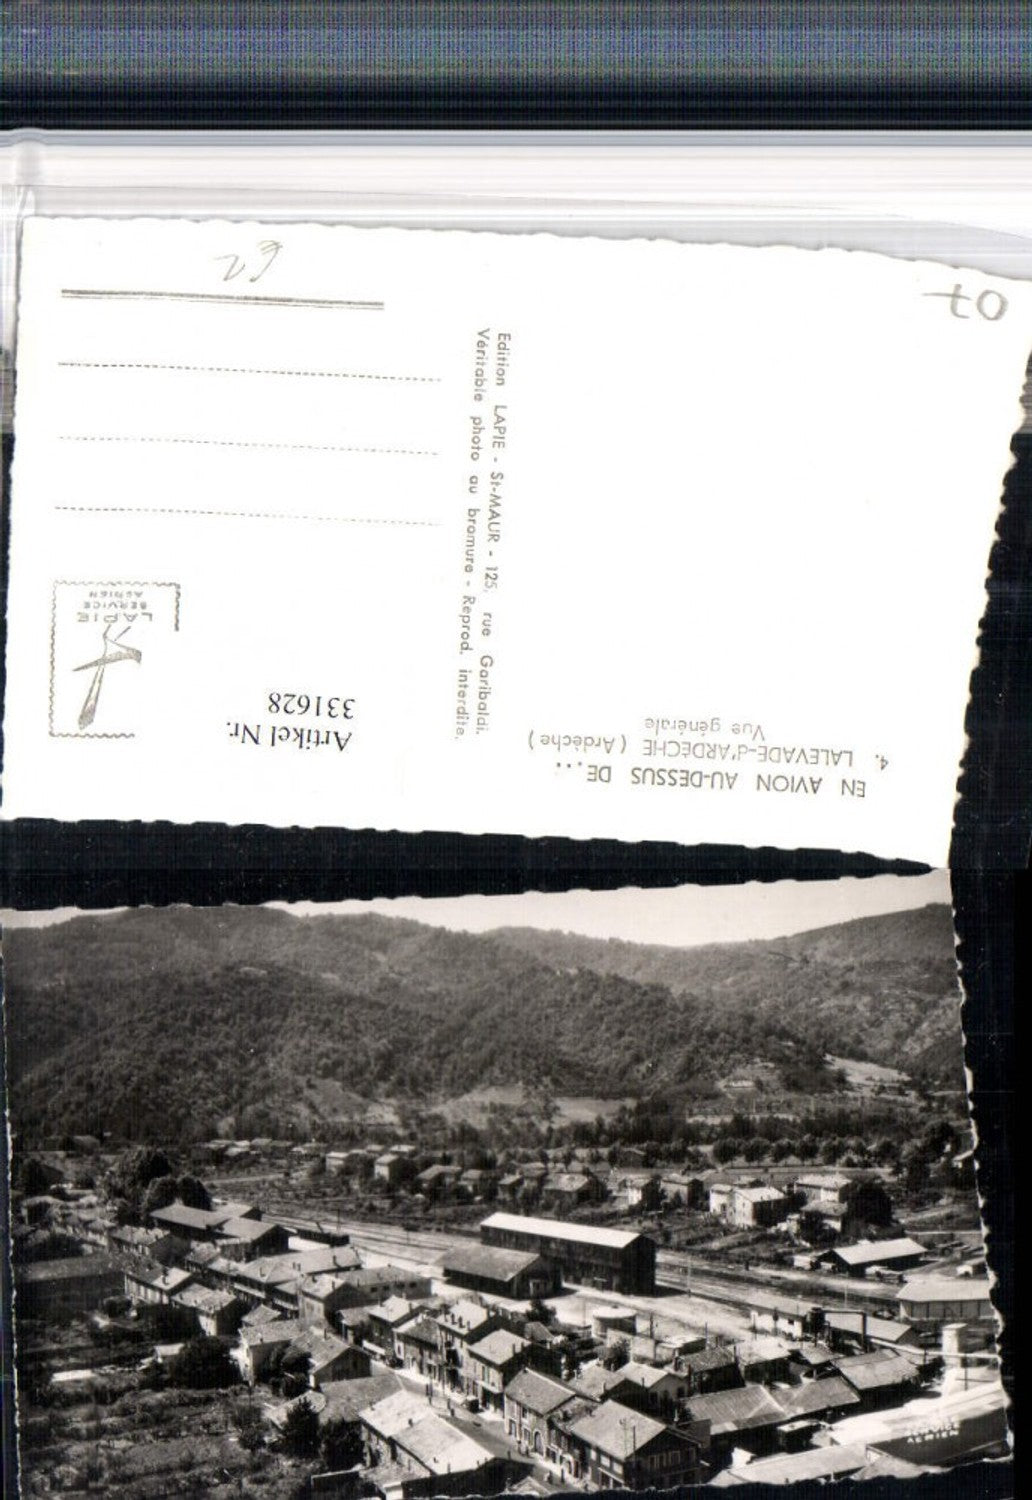 EN AVION AU-DESSUS DE...
4. LALEVADE-d'ARDÈCHE ( Ardèche )
Vue générale
Edition LAPIE - St-MAUR - 125, rue Garibaldi.
Véritable photo au bromure - Reprod. interdite.
Artikel Nr.
331628
LAPIE
SERVICE
AERIEN
07